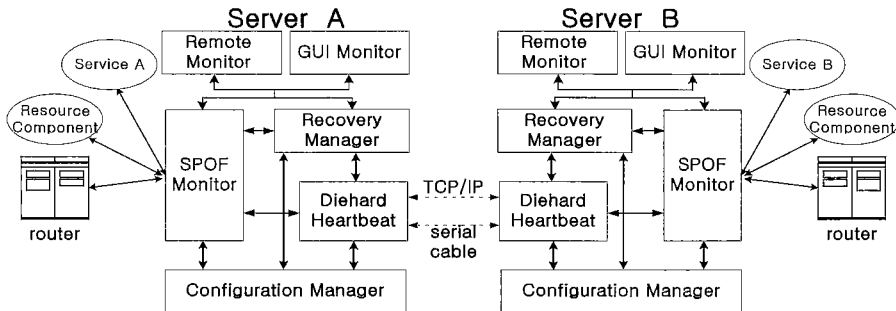 Server A
Server B
Remote
Monitor
GUI Monitor
Remote
Monitor
GUI Monitor
Service A
Service B
Resource
Component
Resource
Component
Recovery
Manager
Recovery
Manager
SPOF
Monitor
SPOF
Monitor
router
router
Diehard
Heartbeat
TCP/IP
serial
cable
Diehard
Heartbeat
Configuration Manager
Configuration Manager